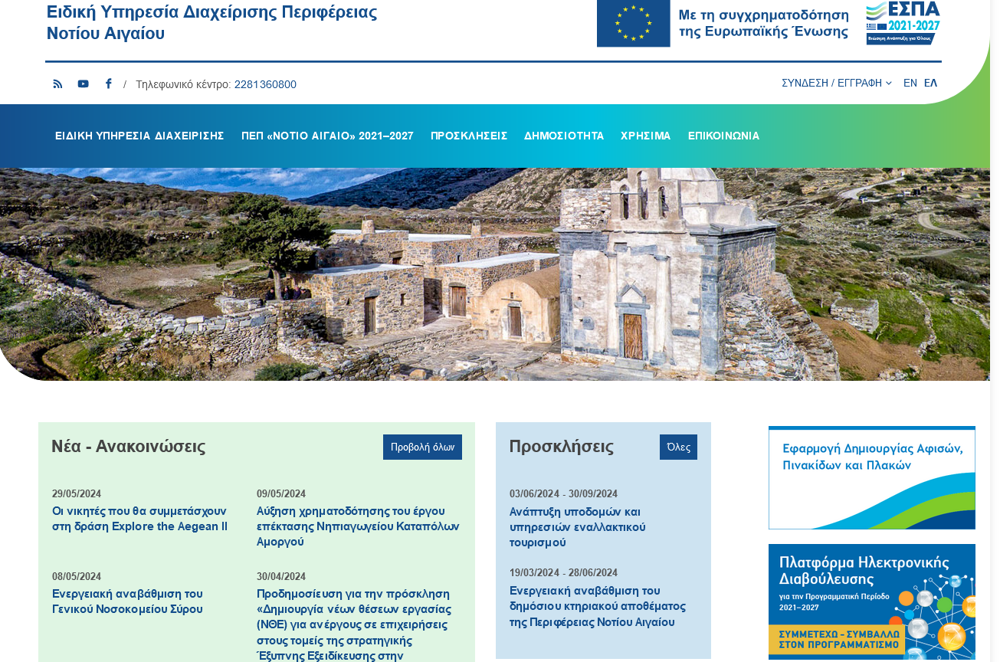 Ειδική Υπηρεσία Διαχείρισης Περιφέρειας
Νοτίου Αιγαίου
Με τη συγχρηματοδότηση
της Ευρωπαϊκής Ένωσης
ΕΣΠΑ
2021-2027
Βιώσιμη Ανάπτυξη για Όλους
/ Τηλεφωνικό κέντρο: 2281360800
ΣΥΝΔΕΣΗ / ΕΓΓΡΑΦΗ EN ΕΛ
ΕΙΔΙΚΗ ΥΠΗΡΕΣΙΑ ΔΙΑΧΕΙΡΙΣΗΣ ΠΕΠ «ΝΟΤΙΟ ΑΙΓΑΙΟ» 2021–2027 ΠΡΟΣΚΛΗΣΕΙΣ ΔΗΜΟΣΙΟΤΗΤΑ ΧΡΗΣΙΜΑ ΕΠΙΚΟΙΝΩΝΙΑ
Νέα - Ανακοινώσεις
Προβολή όλων
29/05/2024
Οι νικητές που θα συμμετάσχουν
στη δράση Explore the Aegean II
09/05/2024
Αύξηση χρηματοδότησης του έργου
επέκτασης Νηπιαγωγείου Καταπόλων
Αμοργού
08/05/2024
Ενεργειακή αναβάθμιση του
Γενικού Νοσοκομείου Σύρου
30/04/2024
Προδημοσίευση για την πρόσκληση
«Δημιουργία νέων θέσεων εργασίας
(ΝΘΕ) για ανέργους σε επιχειρήσεις
στους τομείς της στρατηγικής
Έξυπνης Εξειδίκευσης στην
Προσκλήσεις
Όλες
03/06/2024 - 30/09/2024
Ανάπτυξη υποδομών και
υπηρεσιών εναλλακτικού
τουρισμού
19/03/2024 - 28/06/2024
Ενεργειακή αναβάθμιση του
δημόσιου κτηριακού αποθέματος
της Περιφέρειας Νοτίου Αιγαίου
Εφαρμογή Δημιουργίας Αφισών,
Πινακίδων και Πλακών
Πλατφόρμα Ηλεκτρονικής
Διαβούλευσης
για την Προγραμματική Περίοδο
2021–2027
ΣΥΜΜΕΤΕΧΩ - ΣΥΜΒΑΛΛΩ
ΣΤΟΝ ΠΡΟΓΡΑΜΜΑΤΙΣΜΟ